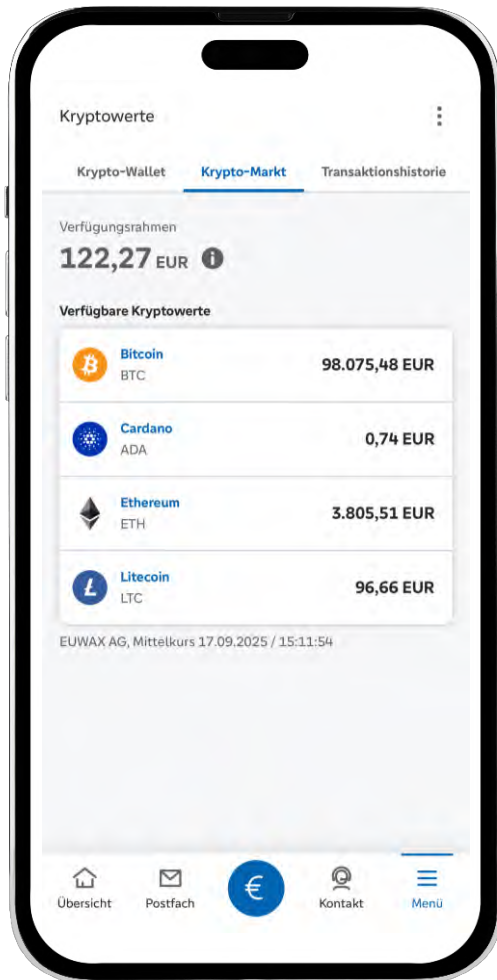 Kryptowerte
Krypto-Wallet Krypto-Markt Transaktionshistorie
Verfügungsrahmen
122,27 EUR
Verfügbare Kryptowerte
Bitcoin
BTC
98.075,48 EUR
Cardano
ADA
0,74 EUR
Ethereum
ETH
3.805,51 EUR
Litecoin
LTC
96,66 EUR
EUWAX AG, Mittelkurs 17.09.2025 / 15:11:54
Übersicht Postfach € Kontakt Menü